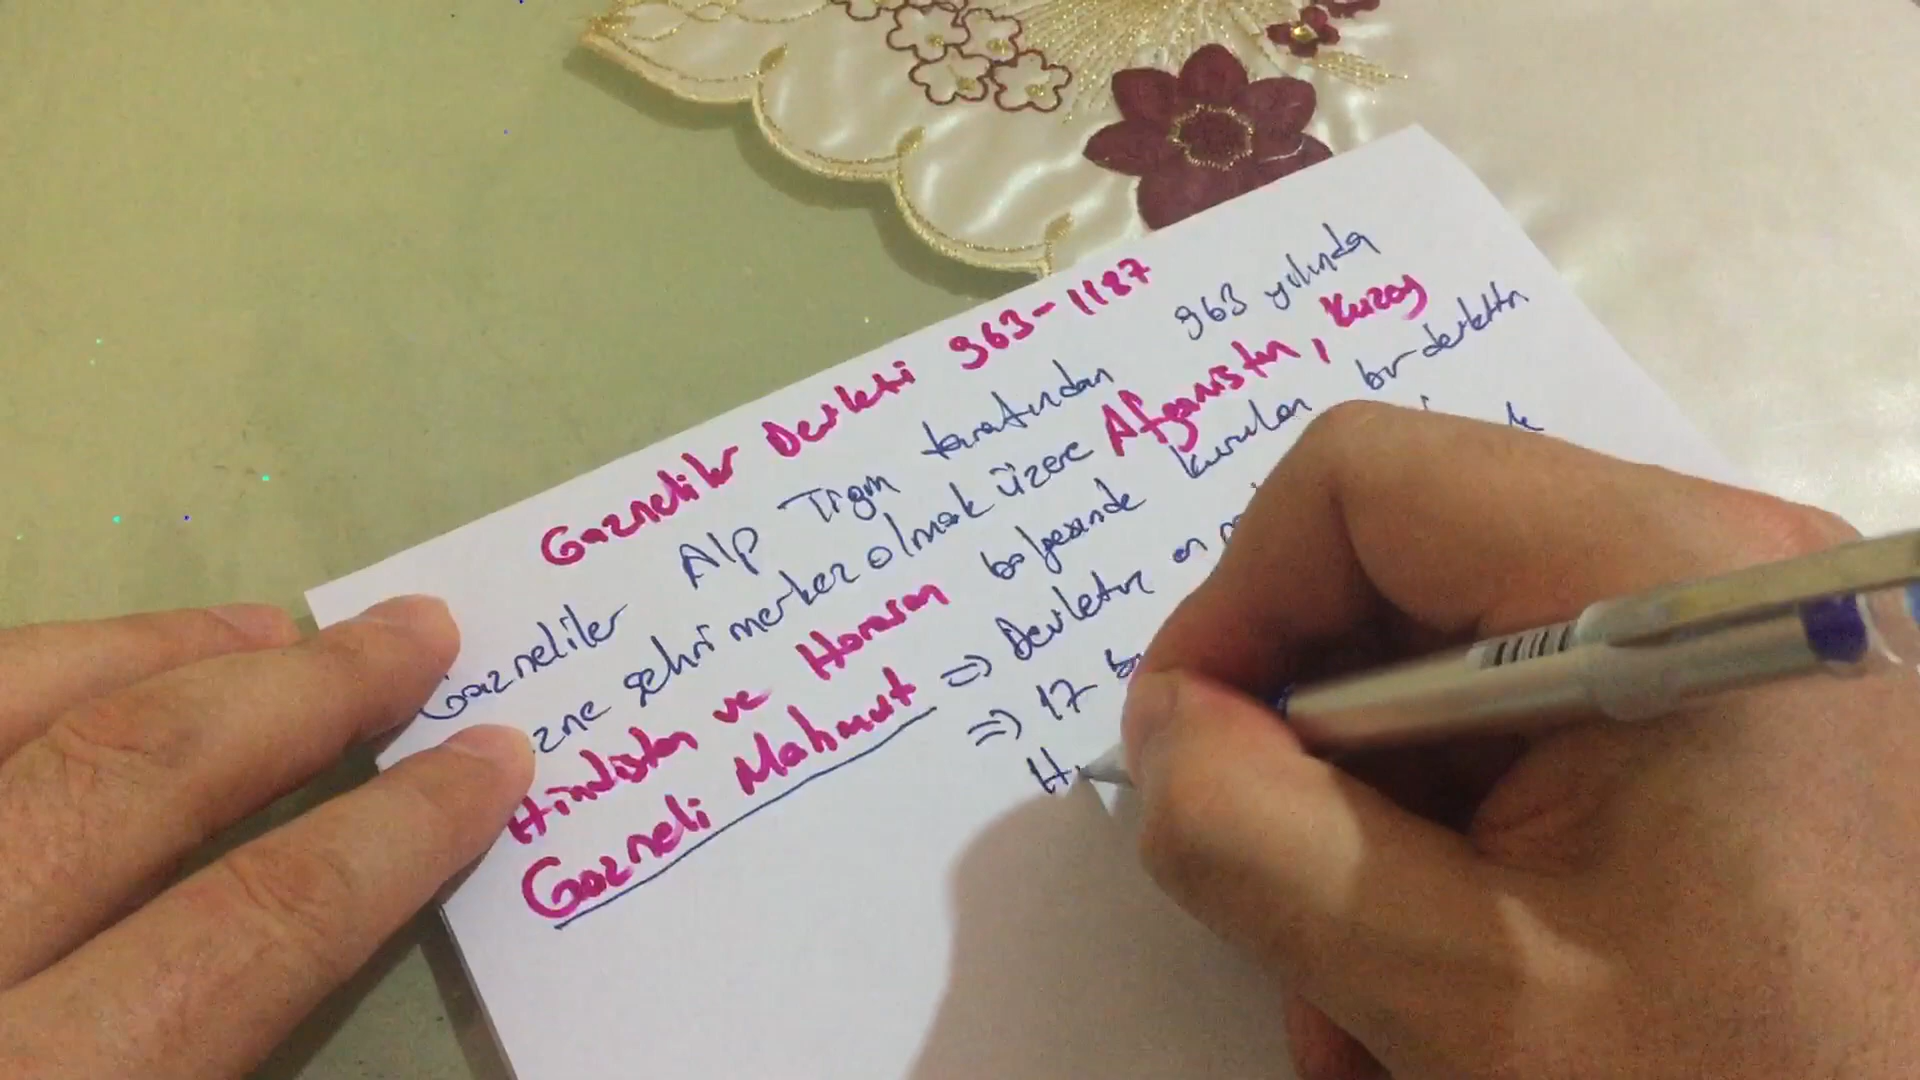 Gazneliler Devleti 963-1187
Gazneliler Alp Tigin tarafından 963 yılında
zne şehri merkez olmak üzere Afganistan, Kuzey
Hindistan ve Horasan bölgesinde kurulan bir devlettir
Gazneli Mahmut => Devletin en
=> 17
H